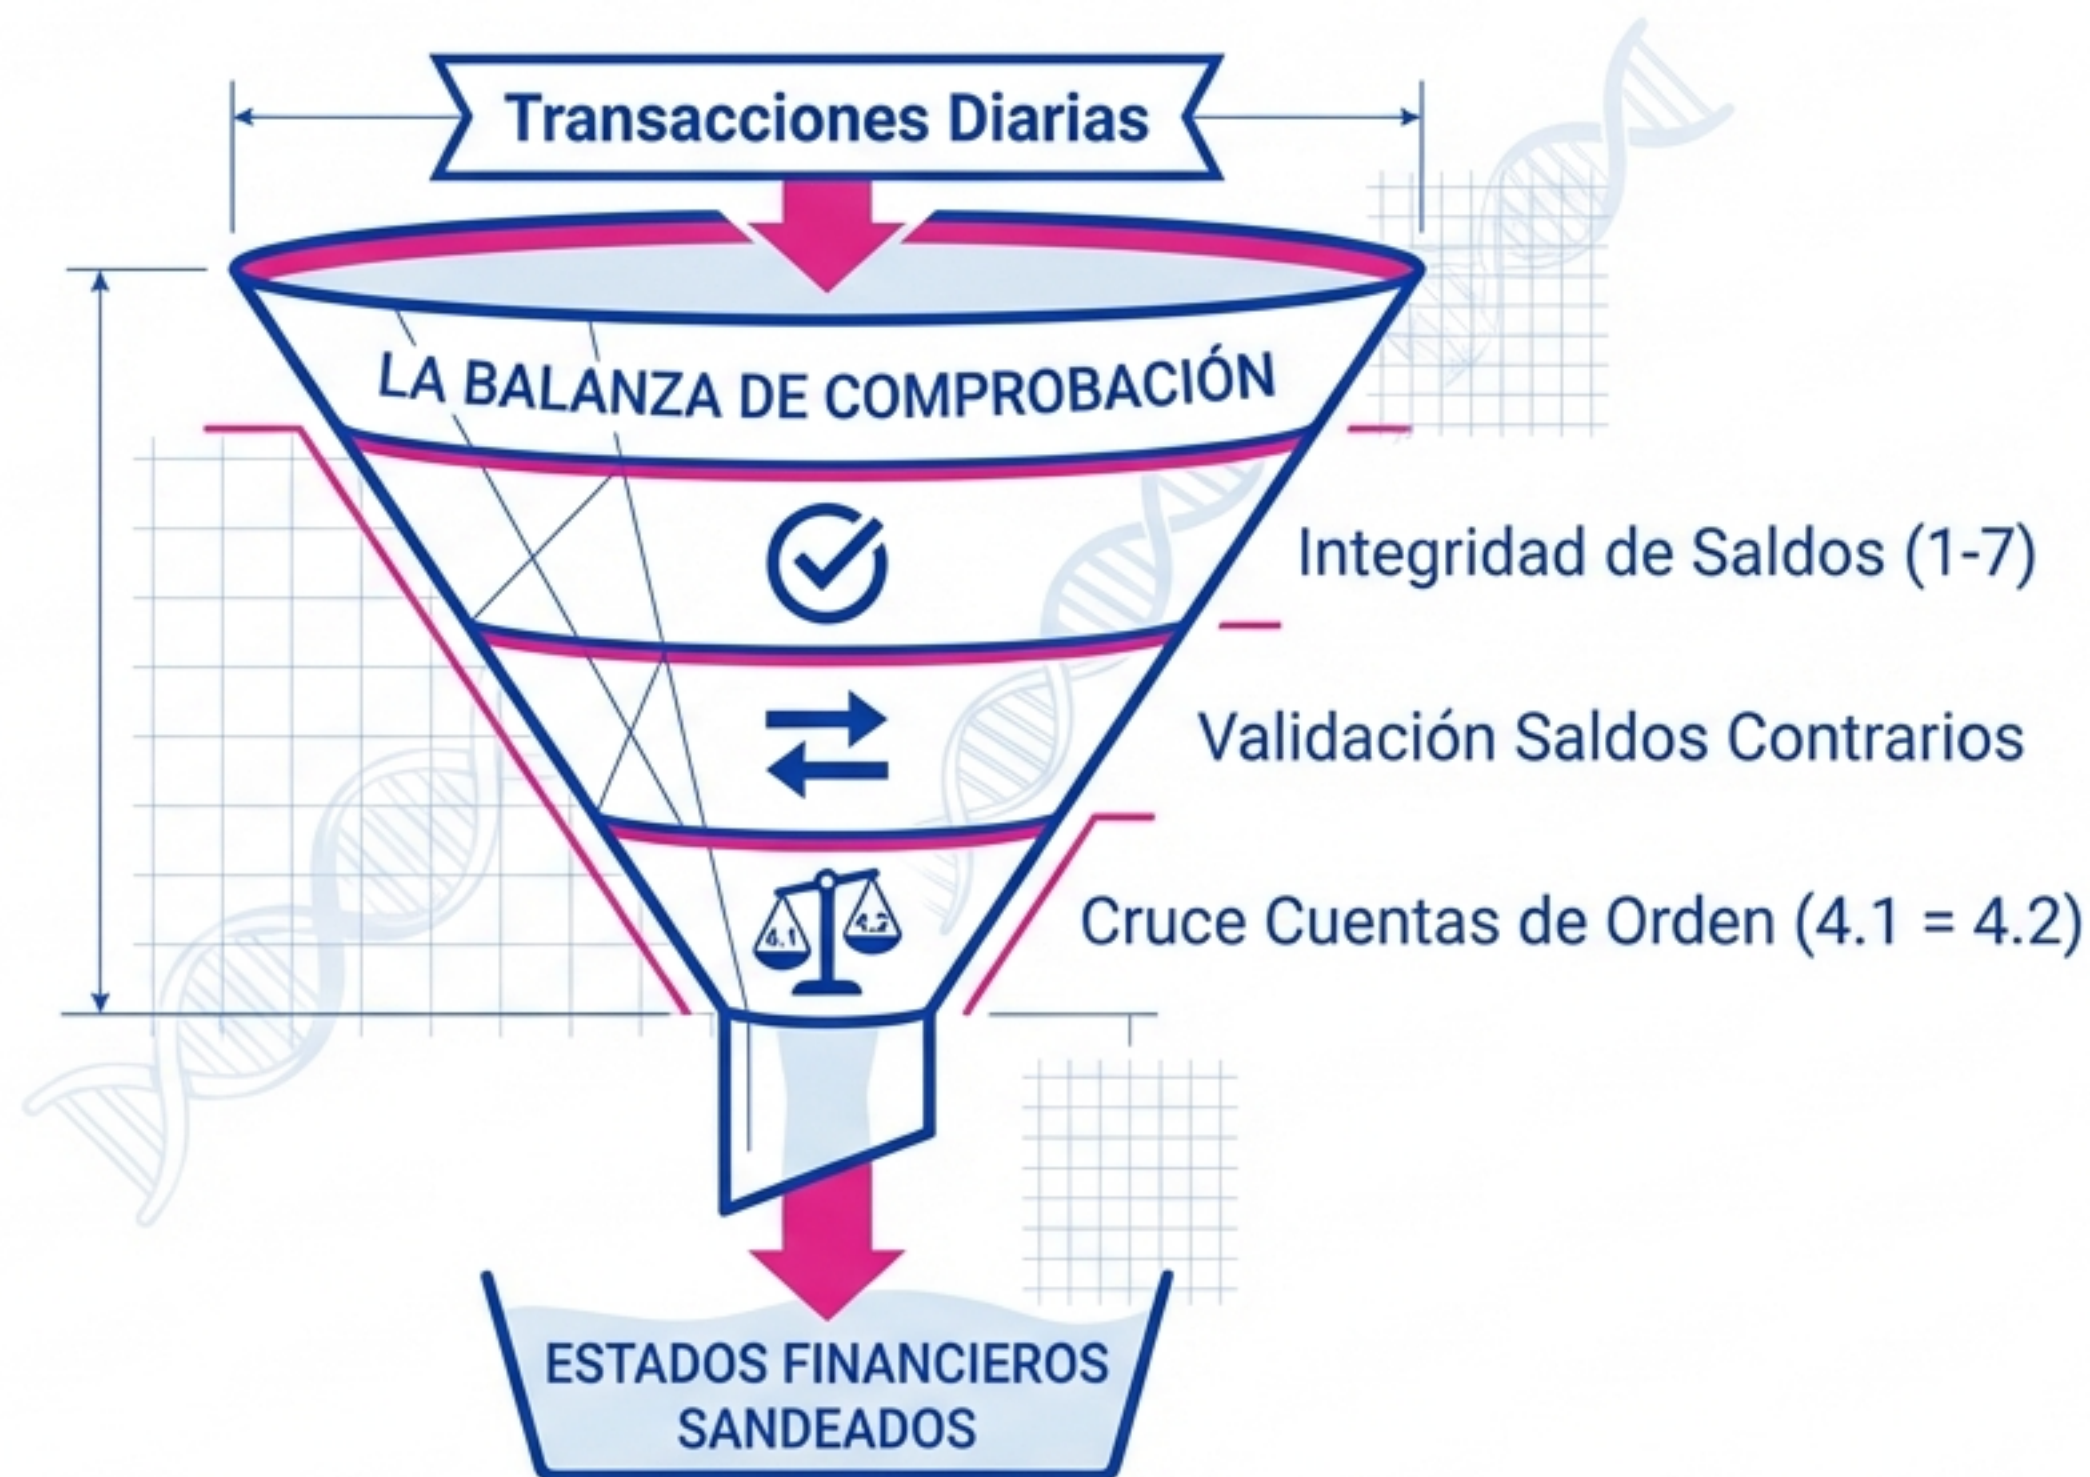 Transacciones Diarias
LA BALANZA DE COMPROBACIÓN
Integridad de Saldos (1-7)
Validación Saldos Contrarios
4.1
4.2
Cruce Cuentas de Orden (4.1 = 4.2)
ESTADOS FINANCIEROS
SANDEADOS